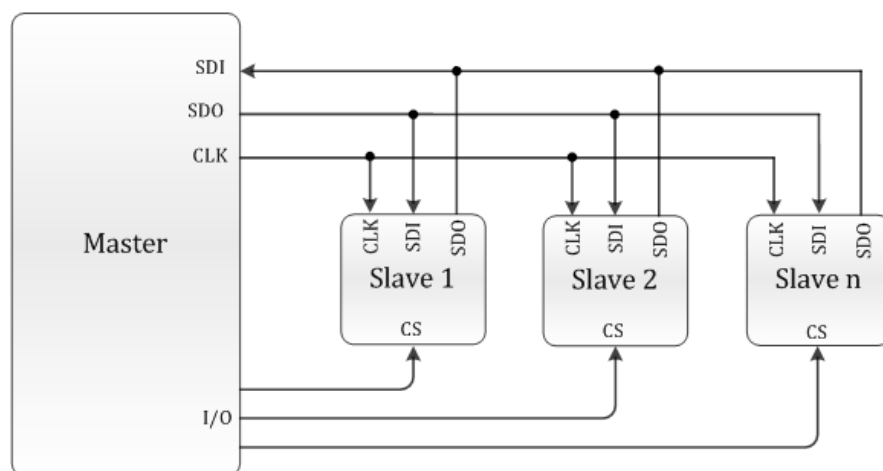 SDI
SDO
CLK
Master
I/O
CLK
SDI
SDO
Slave 1
CS
CLK
SDI
SDO
Slave 2
CS
CLK
SDI
SDO
Slave n
CS